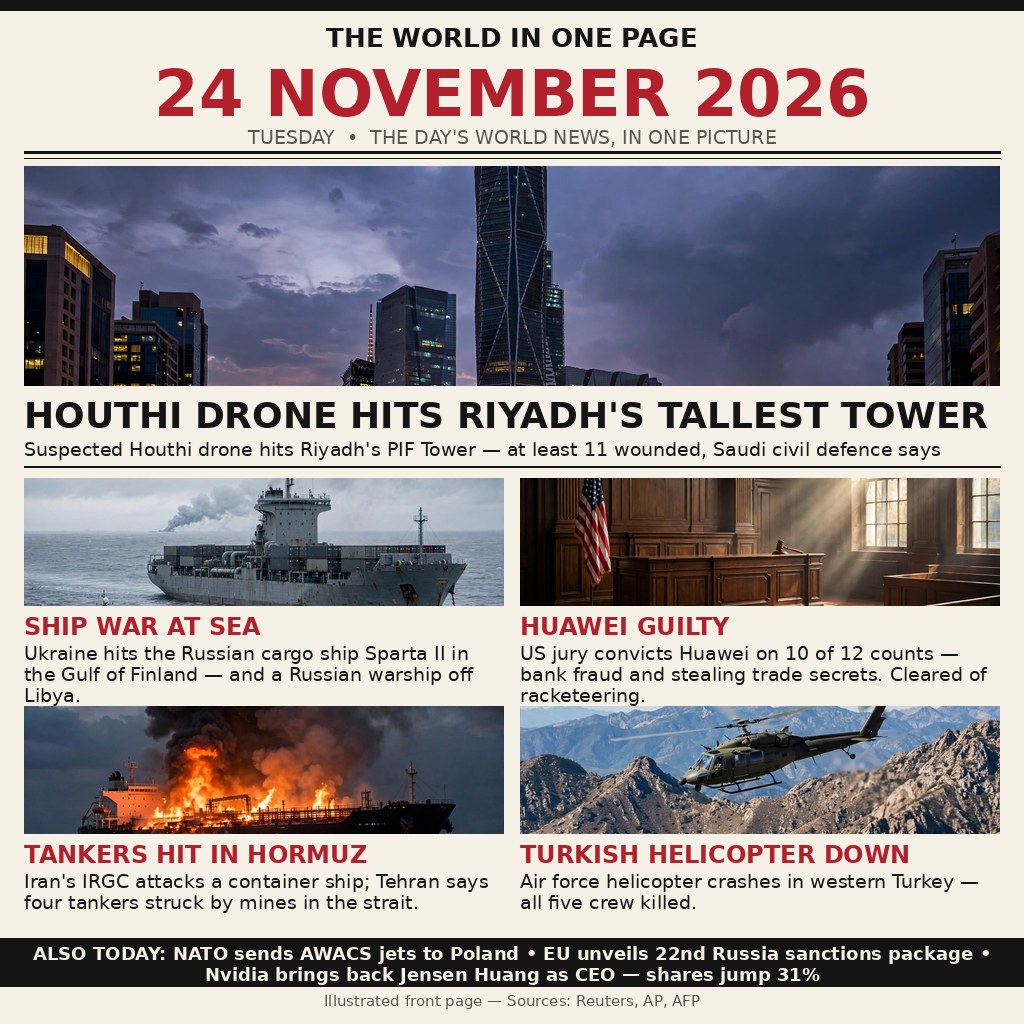 THE WORLD IN ONE PAGE
24 NOVEMBER 2026
TUESDAY • THE DAY'S WORLD NEWS, IN ONE PICTURE
HOUTHI DRONE HITS RIYADH'S TALLEST TOWER
Suspected Houthi drone hits Riyadh's PIF Tower — at least 11 wounded, Saudi civil defence says
SHIP WAR AT SEA
Ukraine hits the Russian cargo ship Sparta II in
the Gulf of Finland — and a Russian warship off
Libya.
HUAWEI GUILTY
US jury convicts Huawei on 10 of 12 counts —
bank fraud and stealing trade secrets. Cleared of
racketeering.
TANKERS HIT IN HORMUZ
Iran's IRGC attacks a container ship; Tehran says
four tankers struck by mines in the strait.
TURKISH HELICOPTER DOWN
Air force helicopter crashes in western Turkey —
all five crew killed.
ALSO TODAY: NATO sends AWACS jets to Poland • EU unveils 22nd Russia sanctions package •
Nvidia brings back Jensen Huang as CEO — shares jump 31%
Illustrated front page — Sources: Reuters, AP, AFP